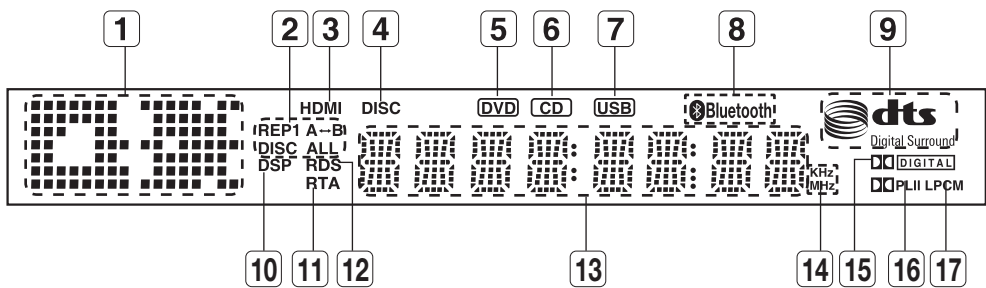 1 2 3 4 5 6 7 8 9
HDMI DISC DVD CD USB Bluetooth dts
REP1 A↔B
Digital Surround
DISC ALL
DSP RDS DIGITAL
KHz
RTA MHz PLII LPCM
10 11 12 13 14 15 16 17